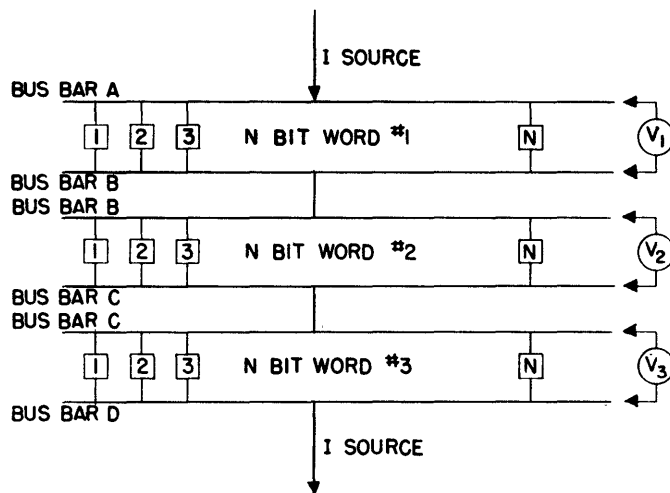 I SOURCE
BUS BAR A
1 2 3 N BIT WORD #1 N V1
BUS BAR B
BUS BAR B
1 2 3 N BIT WORD #2 N V2
BUS BAR C
BUS BAR C
1 2 3 N BIT WORD #3 N V3
BUS BAR D
I SOURCE